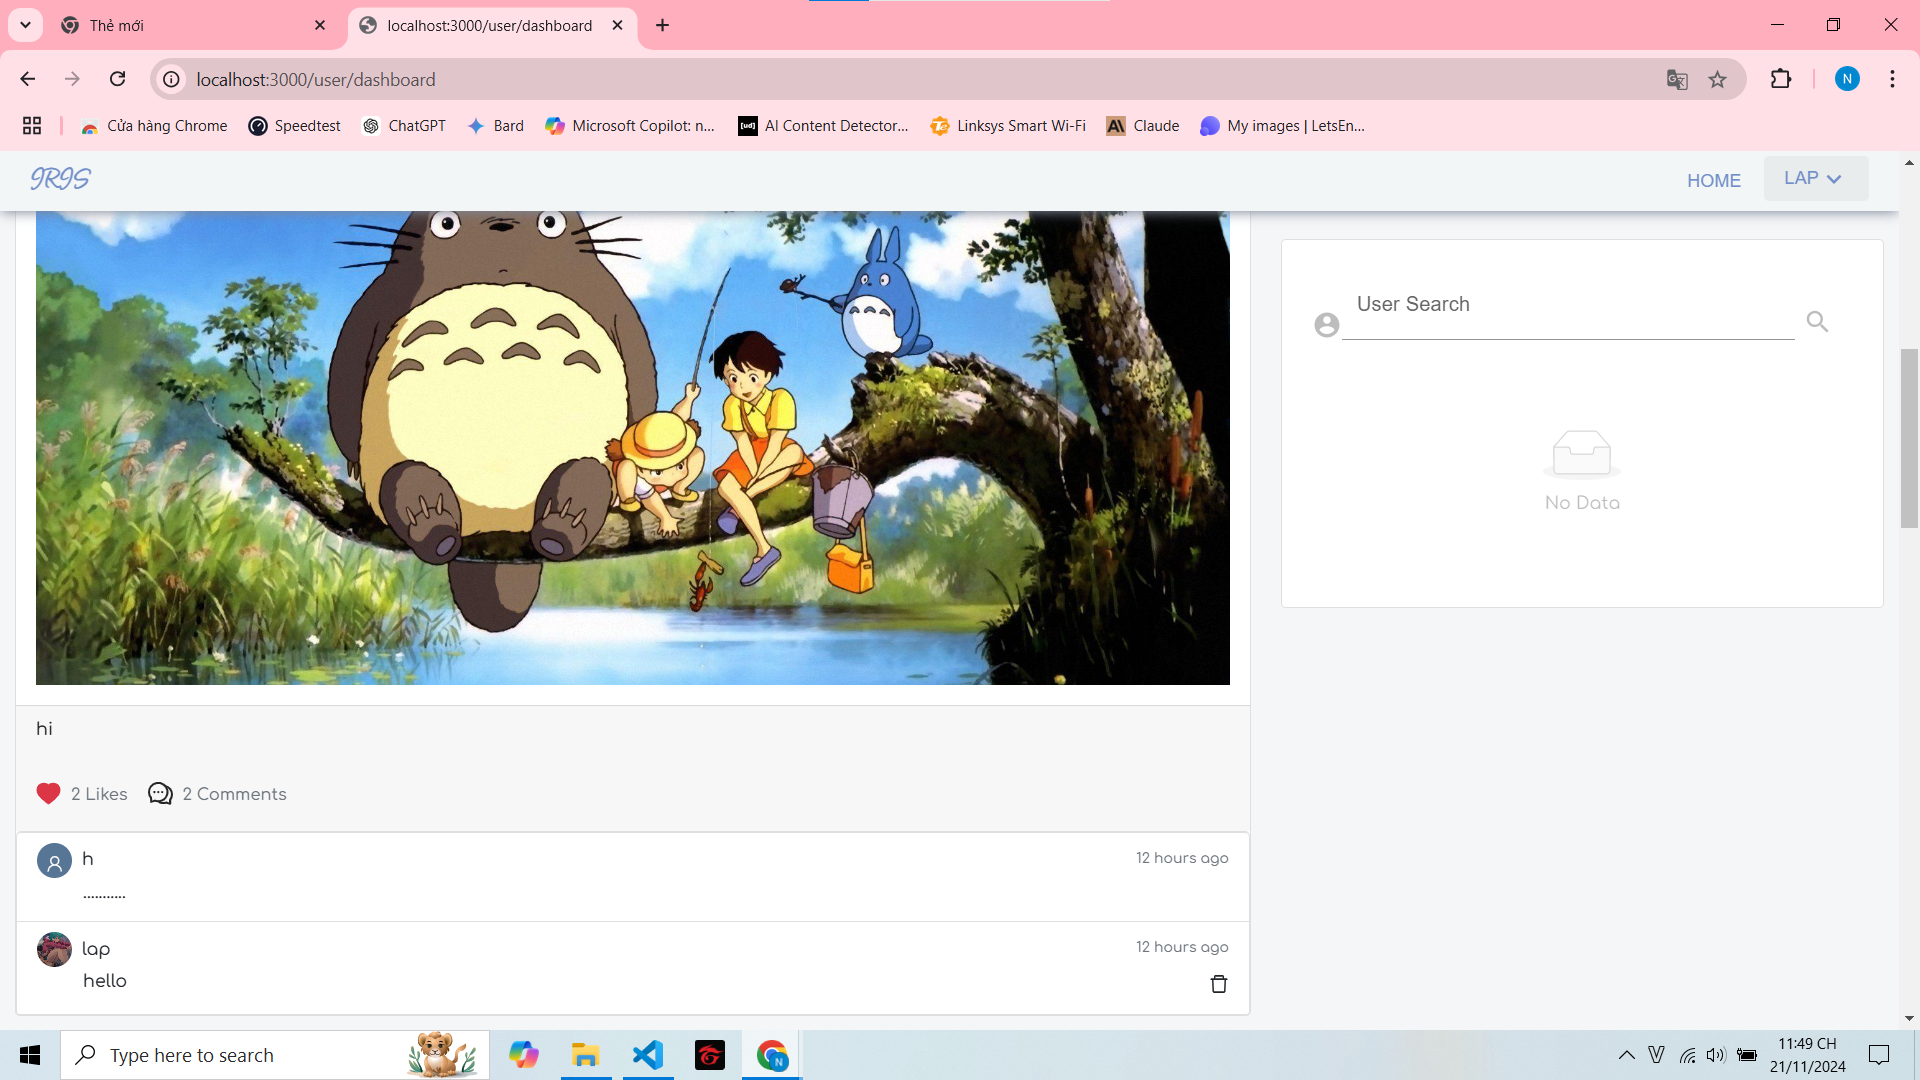 Thẻ mới
localhost:3000/user/dashboard
localhost:3000/user/dashboard
N
Cửa hàng Chrome
Speedtest
ChatGPT
Bard
Microsoft Copilot: n...
[ud]
AI Content Detector...
Linksys Smart Wi-Fi
Claude
My images | LetsEn...
IRIS
HOME
LAP
User Search
No Data
hi
2 Likes
2 Comments
h
12 hours ago
...........
lap
12 hours ago
hello
Type here to search
N
V
11:49 CH
21/11/2024